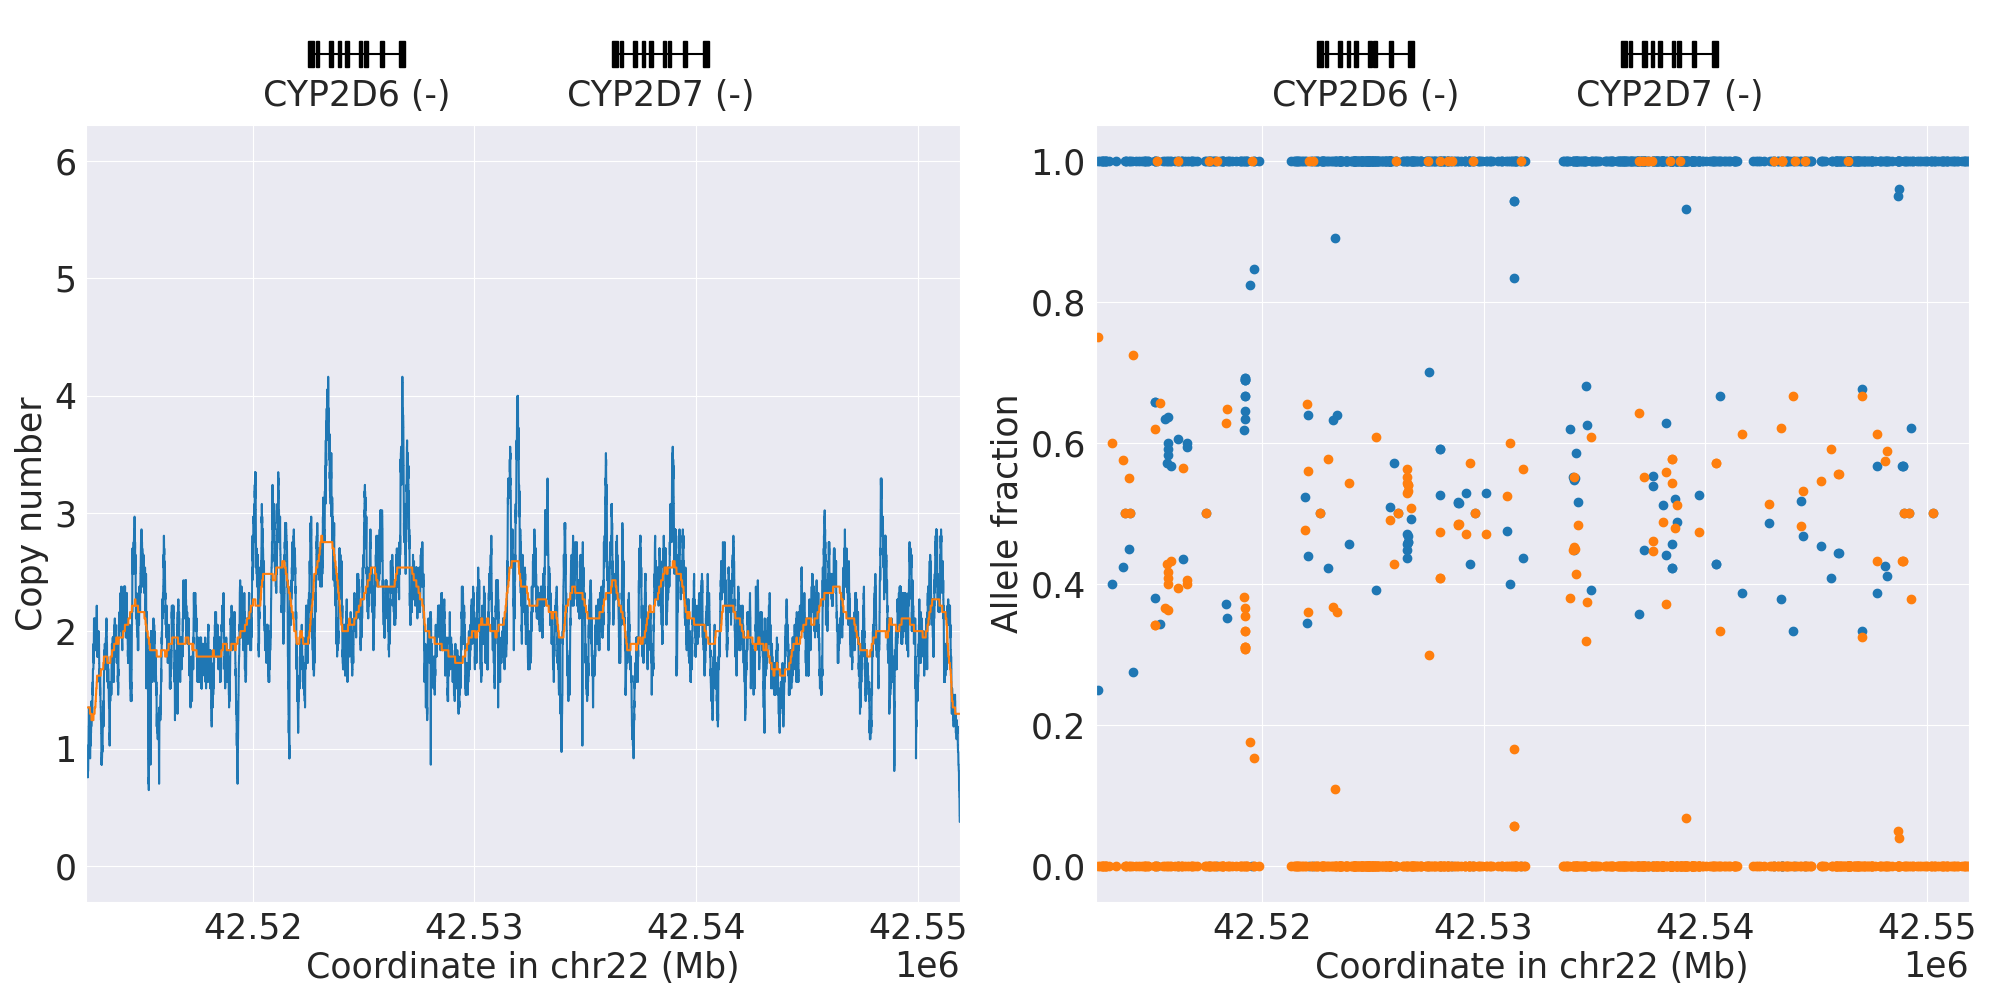 CYP2D6 (-) CYP2D7 (-)
6
5
4
3
2
1
0
Copy number
42.52 42.53 42.54 42.55
Coordinate in chr22 (Mb)
1e6
CYP2D6 (-) CYP2D7 (-)
1.0
0.8
0.6
0.4
0.2
0.0
Allele fraction
42.52 42.53 42.54 42.55
Coordinate in chr22 (Mb)
1e6